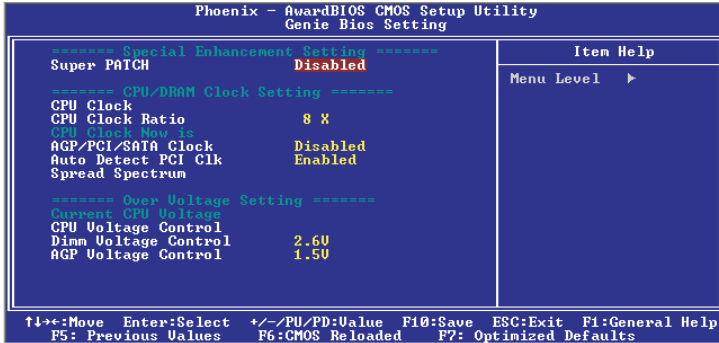 Phoenix - AwardBIOS CMOS Setup Utility
Genie Bios Setting
======= Special Enhancement Setting =======
Super PATCH Disabled
======= CPU/DRAM Clock Setting =======
CPU Clock
CPU Clock Ratio 8 X
CPU Clock Now is
AGP/PCI/SATA Clock Disabled
Auto Detect PCI Clk Enabled
Spread Spectrum
======= Over Voltage Setting =======
Current CPU Voltage
CPU Voltage Control
Dimm Voltage Control 2.6V
AGP Voltage Control 1.5V
Item Help
Menu Level ►
↑↓→←:Move Enter:Select +/-/PU/PD:Value F10:Save ESC:Exit F1:General Help
F5: Previous Values F6:CMOS Reloaded F7: Optimized Defaults